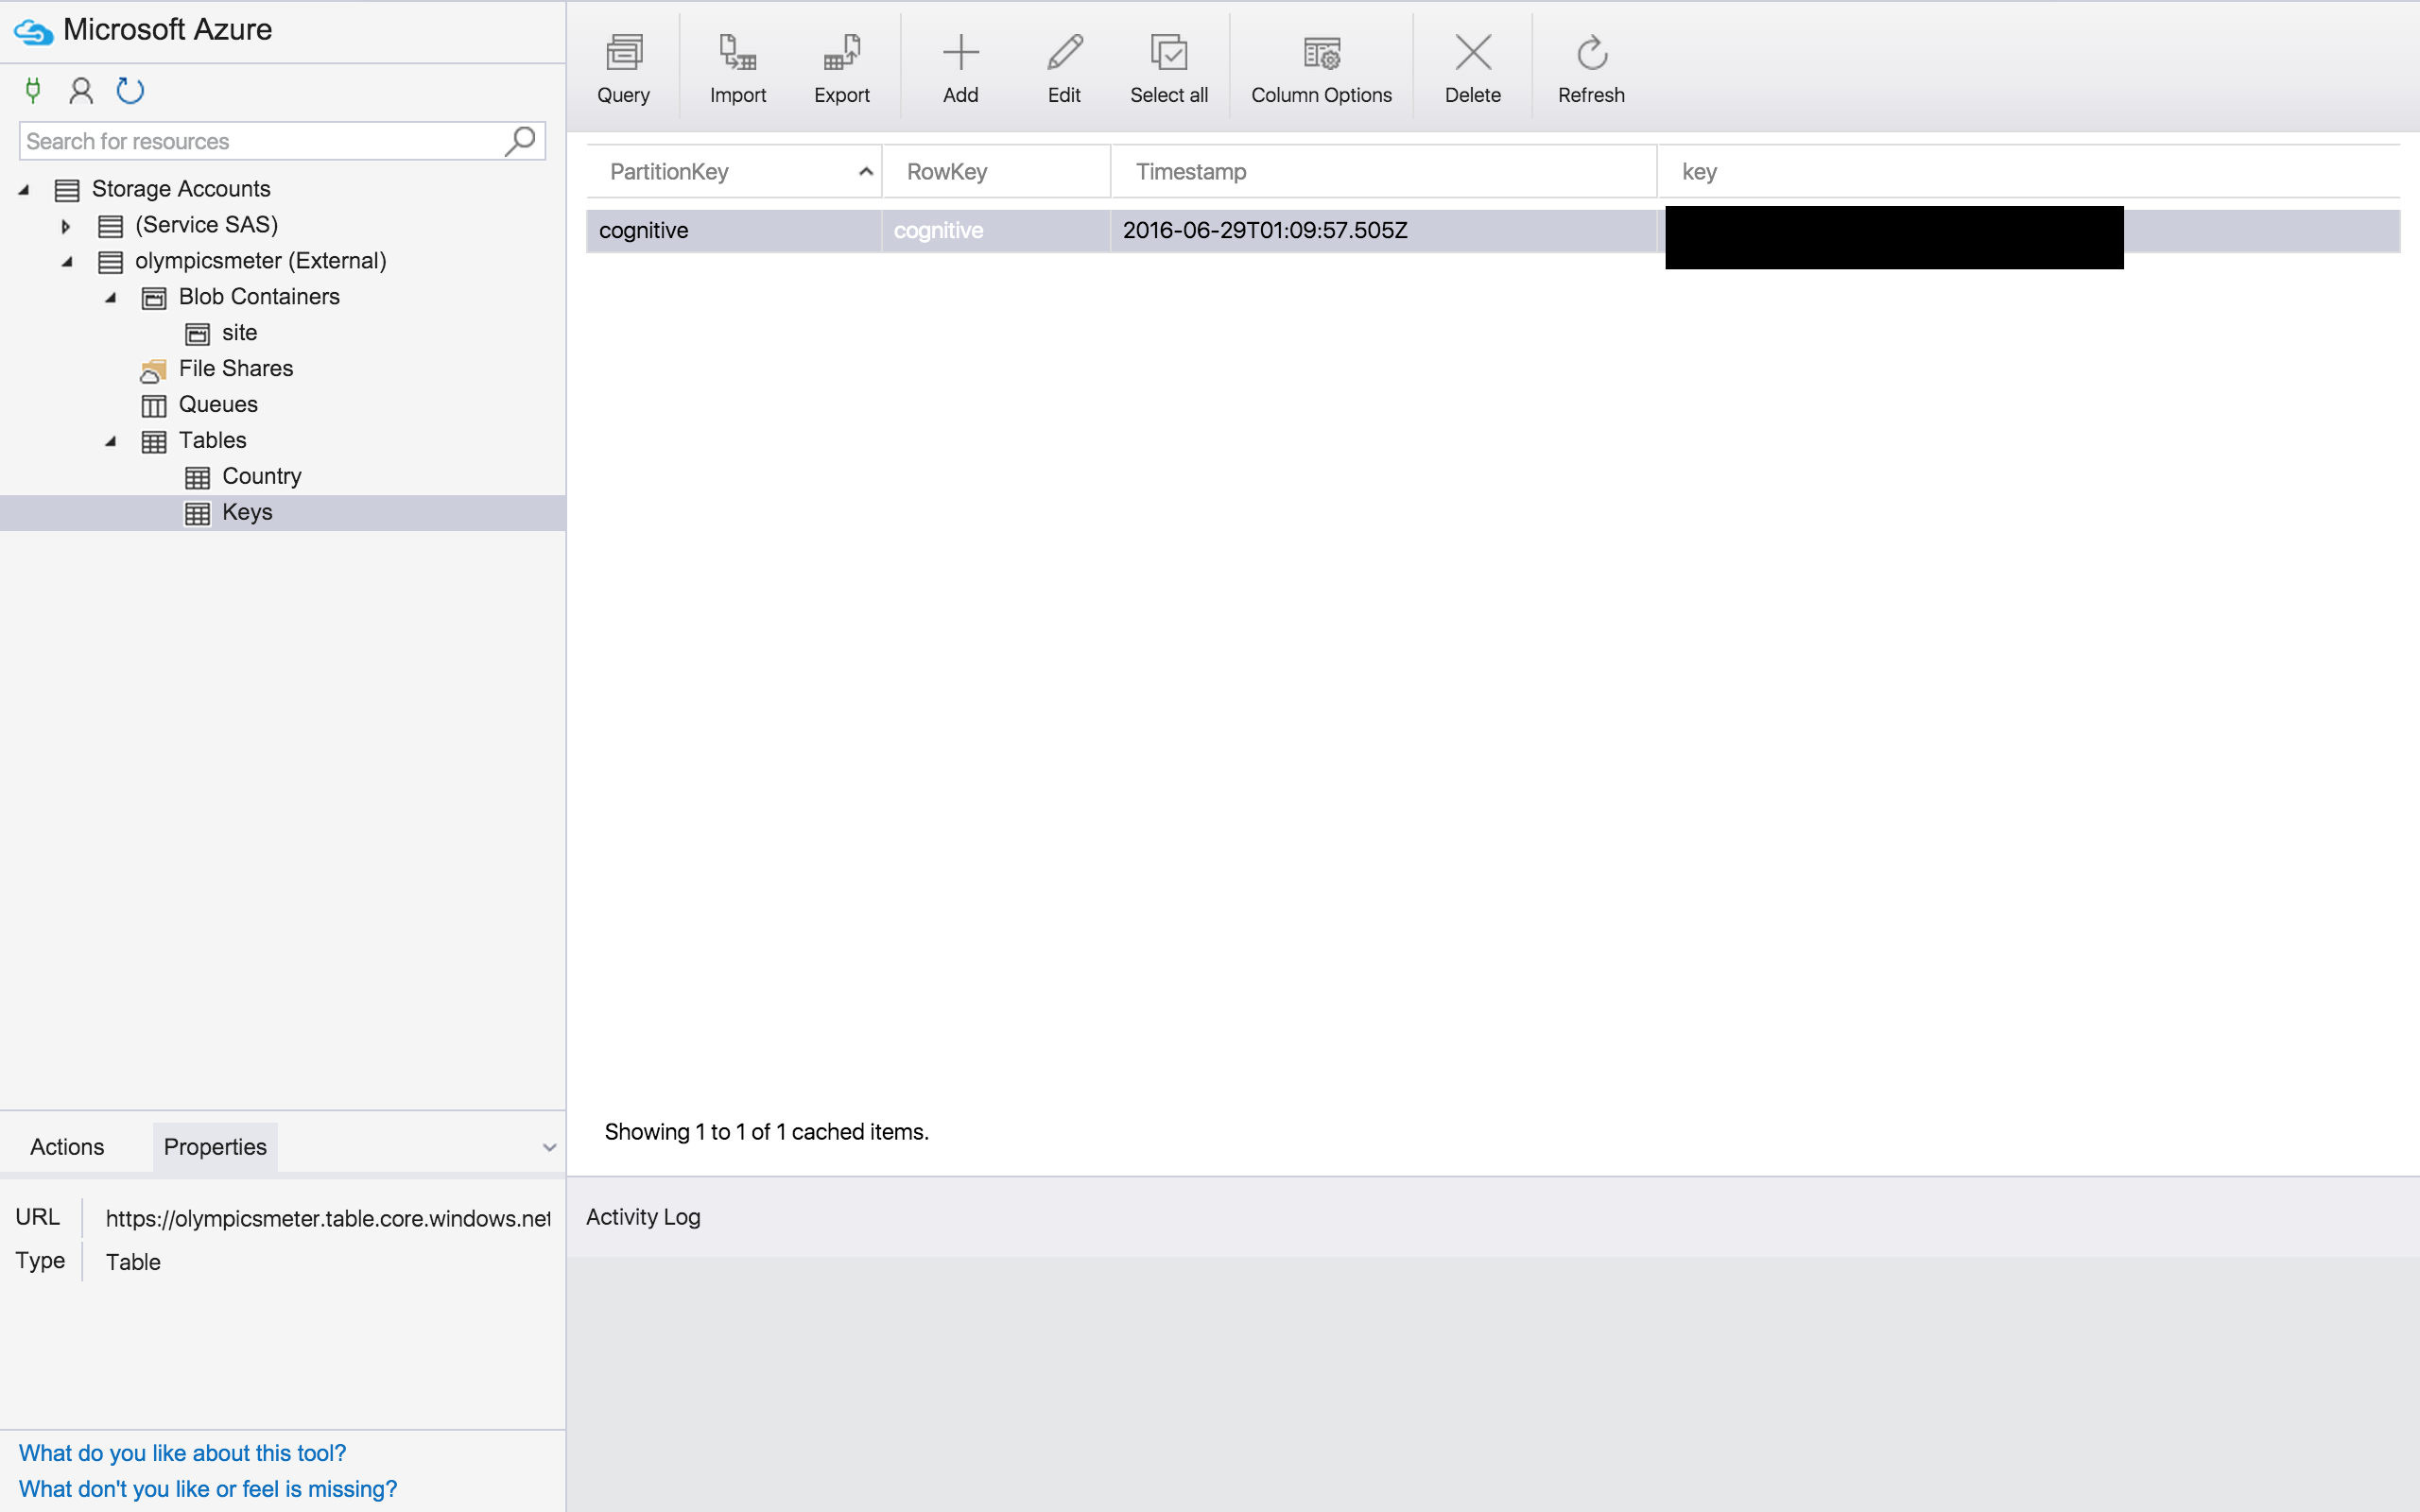 Microsoft Azure
Search for resources
Storage Accounts
(Service SAS)
olympicsmeter (External)
Blob Containers
site
File Shares
Queues
Tables
Country
Keys
Actions Properties
URL https://olympicsmeter.table.core.windows.net
Type Table
What do you like about this tool?
What don't you like or feel is missing?
Query Import Export Add Edit Select all Column Options Delete Refresh
PartitionKey RowKey Timestamp key
cognitive cognitive 2016-06-29T01:09:57.505Z
Showing 1 to 1 of 1 cached items.
Activity Log